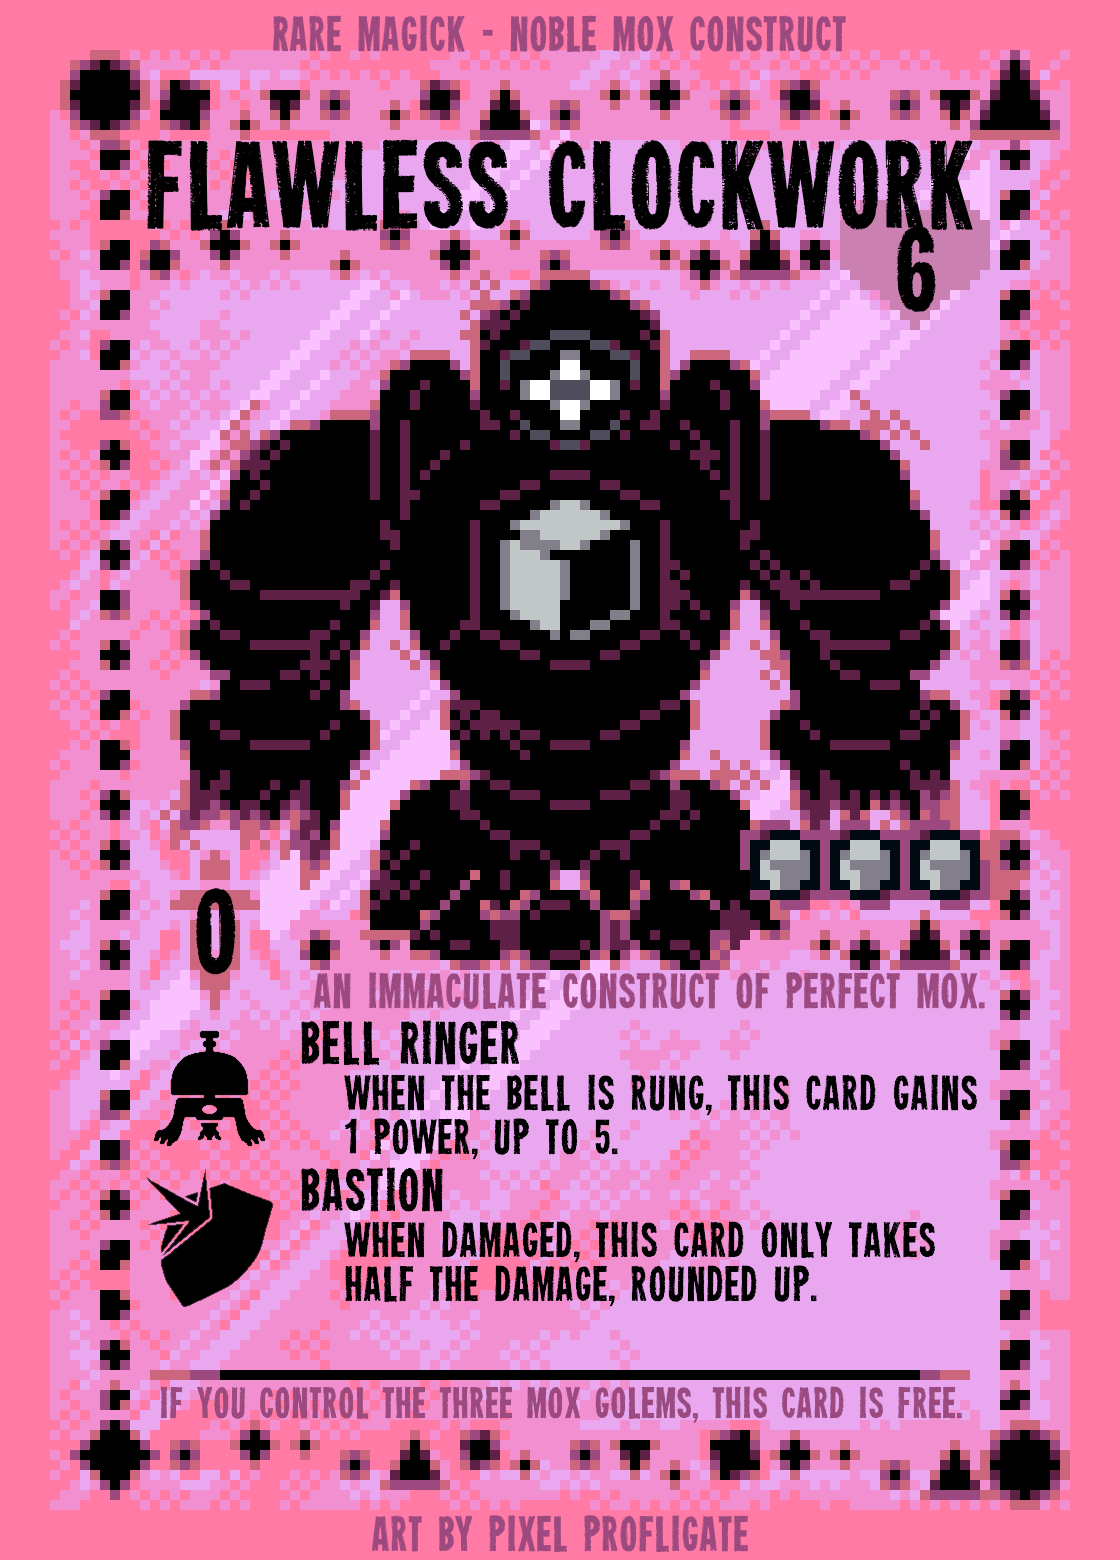 RARE MAGICK - NOBLE MOX CONSTRUCT
FLAWLESS CLOCKWORK
6
0
AN IMMACULATE CONSTRUCT OF PERFECT MOX.
BELL RINGER
WHEN THE BELL IS RUNG, THIS CARD GAINS
1 POWER, UP TO 5.
BASTION
WHEN DAMAGED, THIS CARD ONLY TAKES
HALF THE DAMAGE, ROUNDED UP.
IF YOU CONTROL THE THREE MOX GOLEMS, THIS CARD IS FREE.
ART BY PIXEL PROFLIGATE